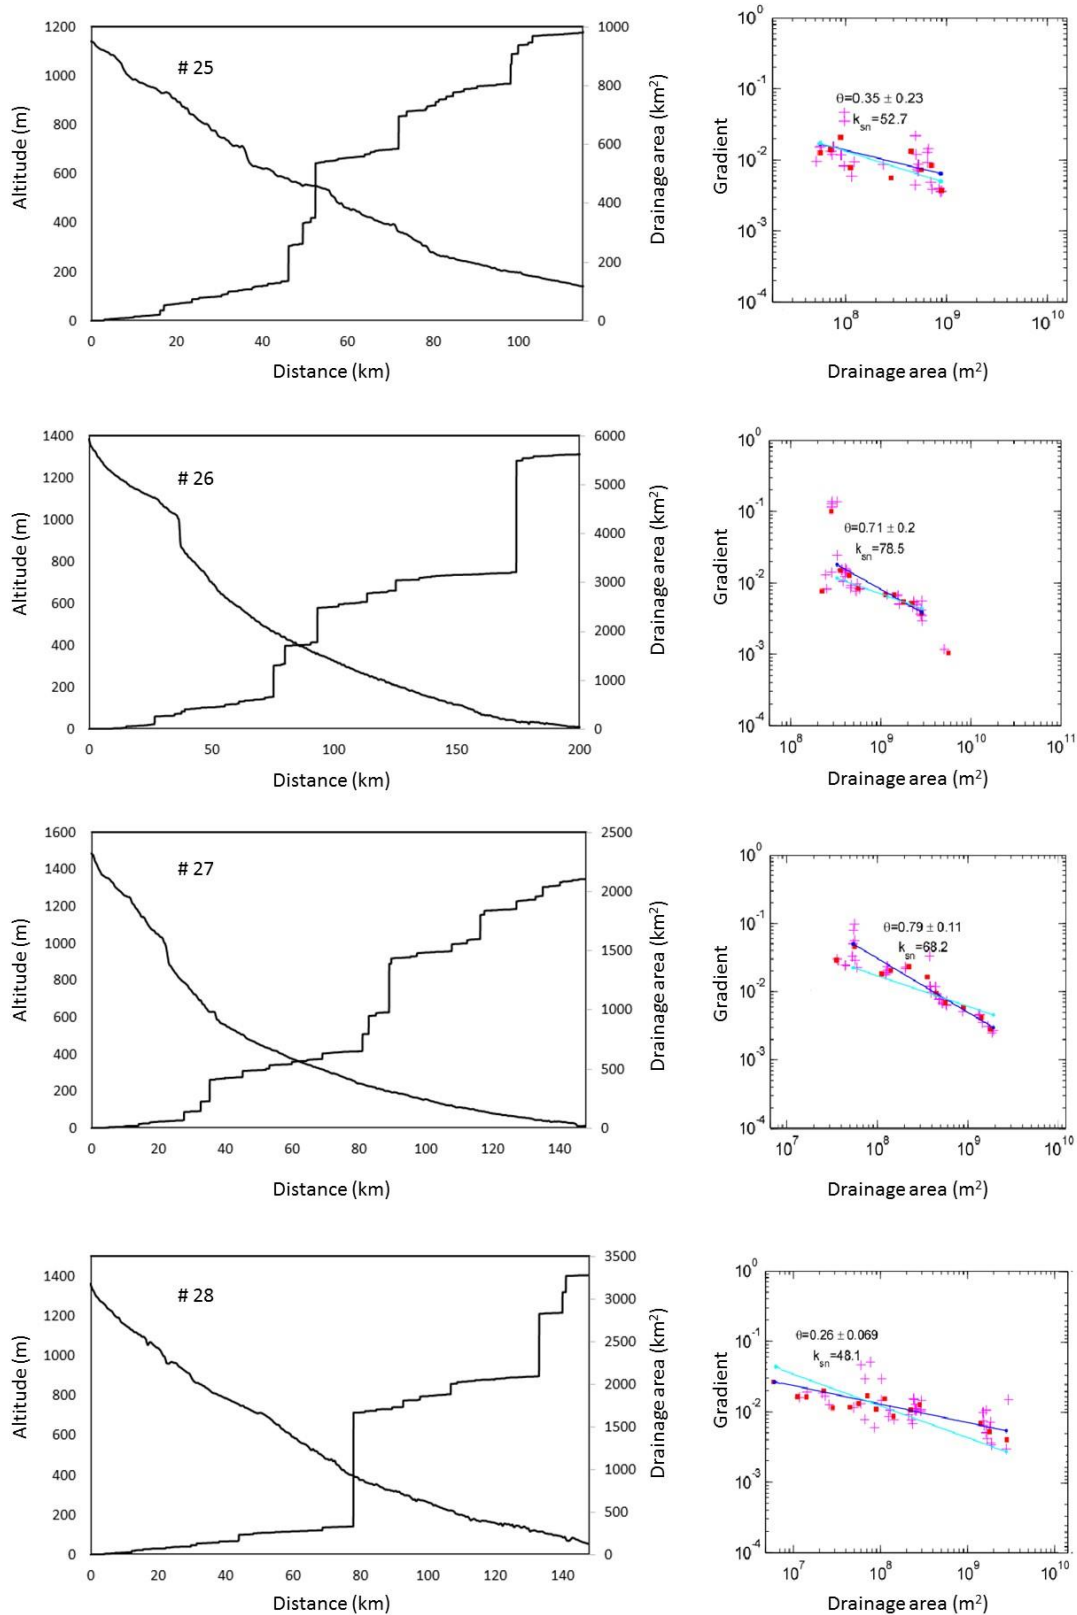 # 25
1200
1000
800
600
400
200
0
Altitude (m)
1000
800
600
400
200
0
Drainage area (km²)
0 20 40 60 80 100
Distance (km)
10⁰
10⁻¹
10⁻²
10⁻³
10⁻⁴
Gradient
θ=0.35 ± 0.23
kₛₙ=52.7
10⁸ 10⁹ 10¹⁰
Drainage area (m²)
# 26
1400
1200
1000
800
600
400
200
0
Altitude (m)
6000
5000
4000
3000
2000
1000
0
Drainage area (km²)
0 50 100 150 200
Distance (km)
10⁰
10⁻¹
10⁻²
10⁻³
10⁻⁴
Gradient
θ=0.71 ± 0.2
kₛₙ=78.5
10⁸ 10⁹ 10¹⁰ 10¹¹
Drainage area (m²)
# 27
1600
1400
1200
1000
800
600
400
200
0
Altitude (m)
2500
2000
1500
1000
500
0
Drainage area (km²)
0 20 40 60 80 100 120 140
Distance (km)
10⁰
10⁻¹
10⁻²
10⁻³
10⁻⁴
Gradient
θ=0.79 ± 0.11
kₛₙ=68.2
10⁷ 10⁸ 10⁹ 10¹⁰
Drainage area (m²)
# 28
1400
1200
1000
800
600
400
200
0
Altitude (m)
3500
3000
2500
2000
1500
1000
500
0
Drainage area (km²)
0 20 40 60 80 100 120 140
Distance (km)
10⁰
10⁻¹
10⁻²
10⁻³
10⁻⁴
Gradient
θ=0.26 ± 0.069
kₛₙ=48.1
10⁷ 10⁸ 10⁹ 10¹⁰
Drainage area (m²)